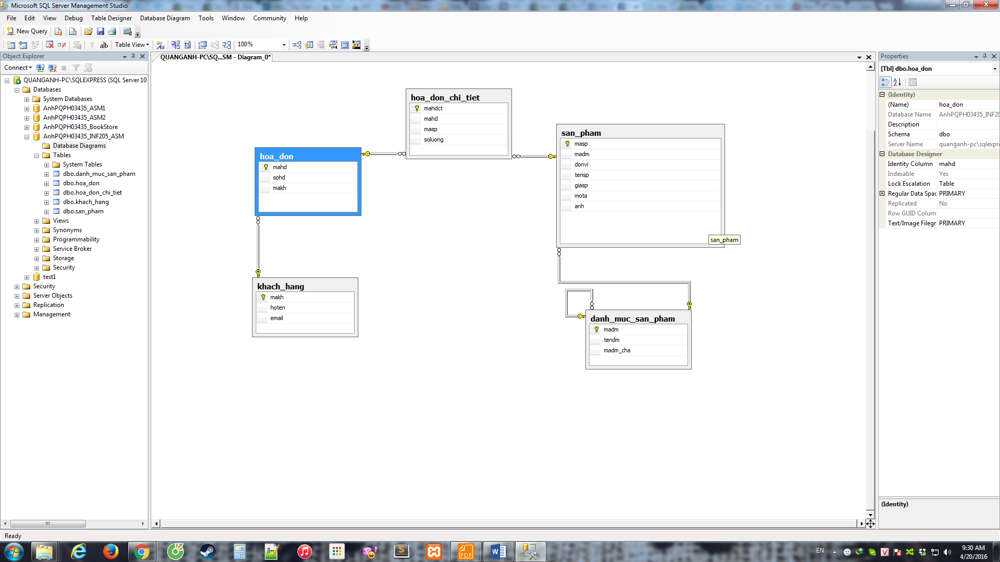 Microsoft SQL Server Management Studio
File Edit View Debug Table Designer Database Diagram Tools Window Community Help
New Query
ab Table View 100%
Object Explorer
Connect
QUANGANH-PC\SQLEXPRESS (SQL Server 10
Databases
System Databases
AnhPQPH03435_ASM1
AnhPQPH03435_ASM2
AnhPQPH03435_BookStore
AnhPQPH03435_INF205_ASM
Database Diagrams
Tables
System Tables
dbo.danh_muc_san_pham
dbo.hoa_don
dbo.hoa_don_chi_tiet
dbo.khach_hang
dbo.san_pham
Views
Synonyms
Programmability
Service Broker
Storage
Security
test1
Security
Server Objects
Replication
Management
QUANGANH-PC\SQ...SM - Diagram_0*
hoa_don_chi_tiet
mahdct
mahd
masp
soluong
hoa_don
mahd
sohd
makh
san_pham
masp
madm
donvi
tensp
giasp
mota
anh
san_pham
khach_hang
makh
hoten
email
danh_muc_san_pham
madm
tendm
madm_cha
Properties
[Tbl] dbo.hoa_don
(Identity)
(Name) hoa_don
Database Name AnhPQPH03435_INF20
Description
Schema dbo
Server Name quanganh-pc\sqlexpres
Database Designer
Identity Column mahd
Indexable Yes
Lock Escalation Table
Regular Data Spac PRIMARY
Replicated No
Row GUID Colum
Text/Image Filegr PRIMARY
(Identity)
Ready
EN
9:30 AM
4/20/2016